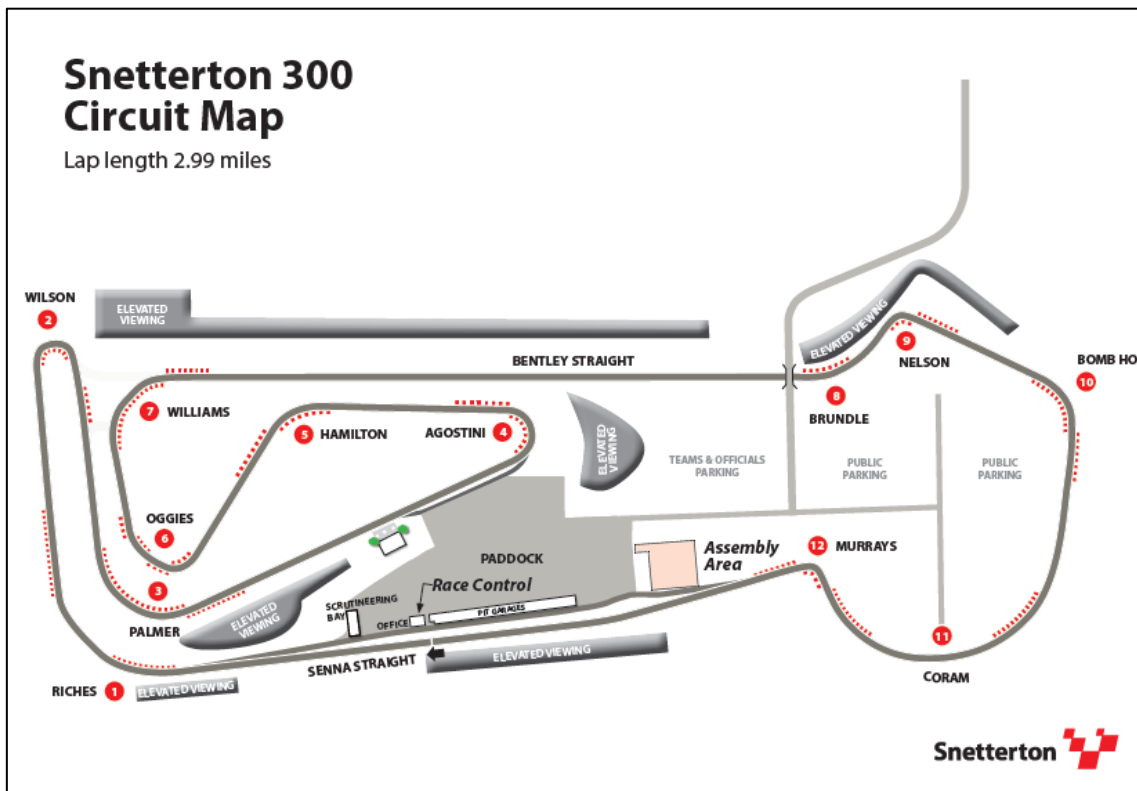 Snetterton 300
Circuit Map
Lap length 2.99 miles
WILSON
2
ELEVATED
VIEWING
BENTLEY STRAIGHT
ELEVATED VIEWING
9
NELSON
BOMB HO
10
7
WILLIAMS
8
BRUNDLE
5
HAMILTON
AGOSTINI
4
ELEVATED
VIEWING
TEAMS & OFFICIALS
PARKING
PUBLIC
PARKING
PUBLIC
PARKING
OGGIES
6
3
PALMER
ELEVATED
VIEWING
PADDOCK
Race Control
SCRUTINEERING
BAY
OFFICE
PIT GARAGES
Assembly
Area
12
MURRAYS
11
CORAM
SENNA STRAIGHT
ELEVATED VIEWING
RICHES
1
ELEVATED VIEWING
Snetterton